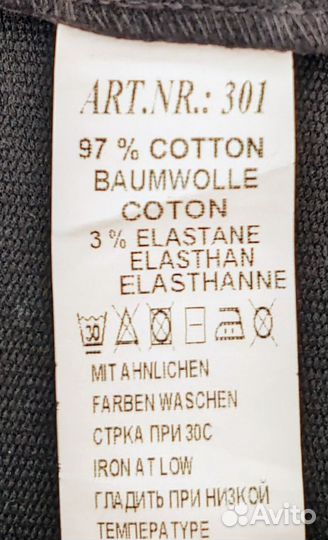 ART.NR.: 301
97 % COTTON
BAUMWOLLE
COTON
3 % ELASTANE
ELASTHAN
ELASTHANNE
30
MIT AHNLICHEN
FARBEN WASCHEN
СТРКА ПРИ 30С
IRON AT LOW
ГЛАДИТЬ ПРИ НИЗКОЙ
ТЕМПЕРАТУРЕ
Avito